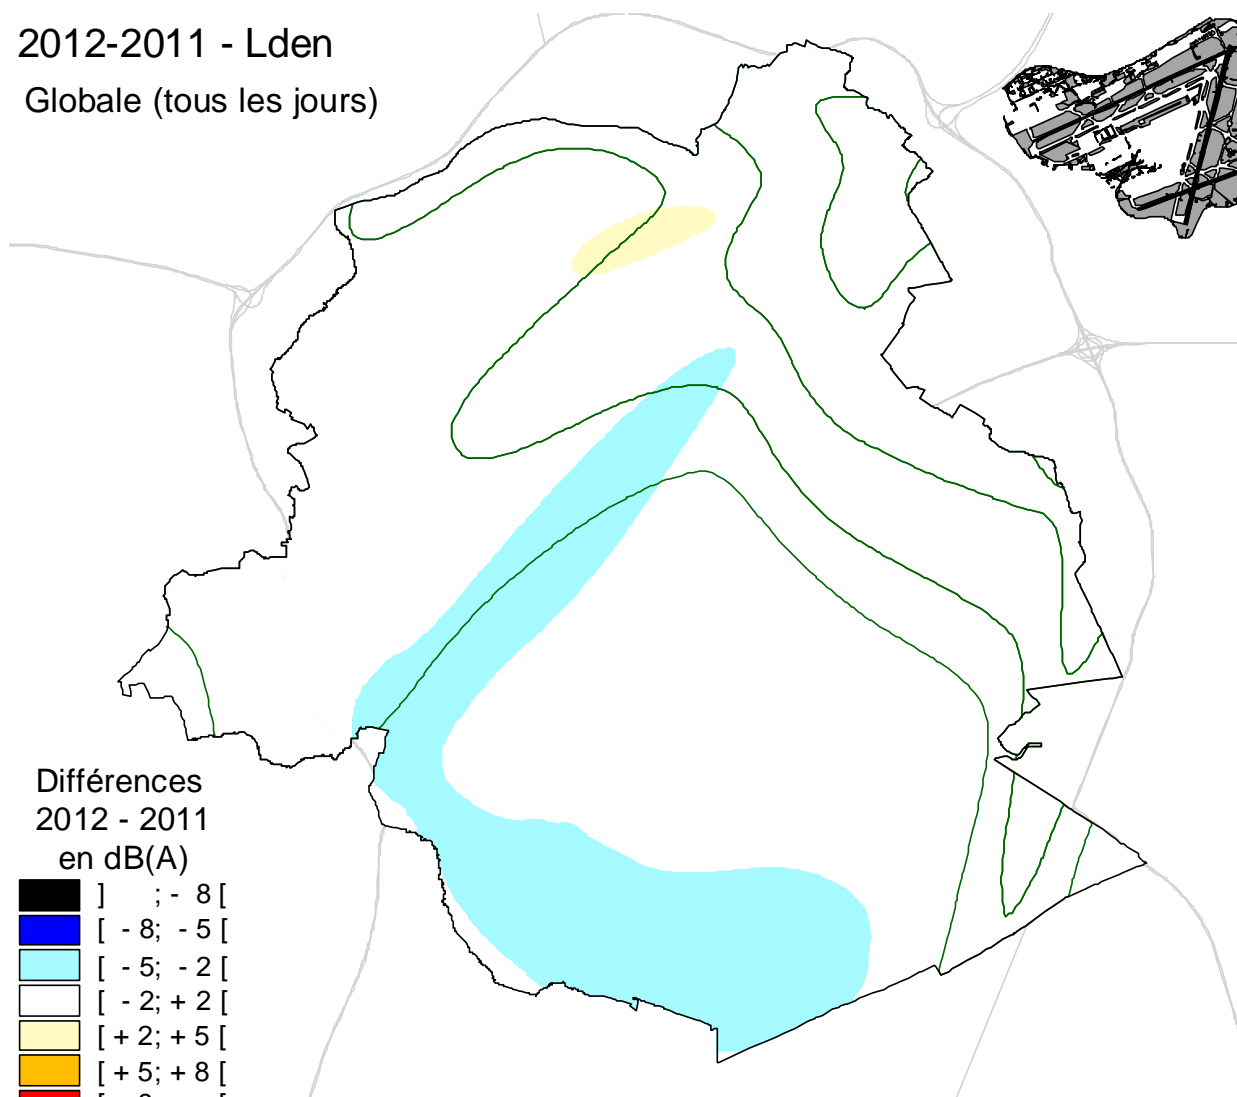 2012-2011 - Lden
Globale (tous les jours)
Différences
2012 - 2011
en dB(A)
] ; - 8 [
[ - 8; - 5 [
[ - 5; - 2 [
[ - 2; + 2 [
[ + 2; + 5 [
[ + 5; + 8 [